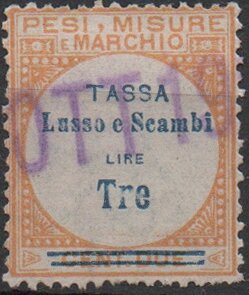 PESI, MISURE
E MARCHIO
TASSA
Lusso e Scambi
LIRE
Tre
CENT. DUE